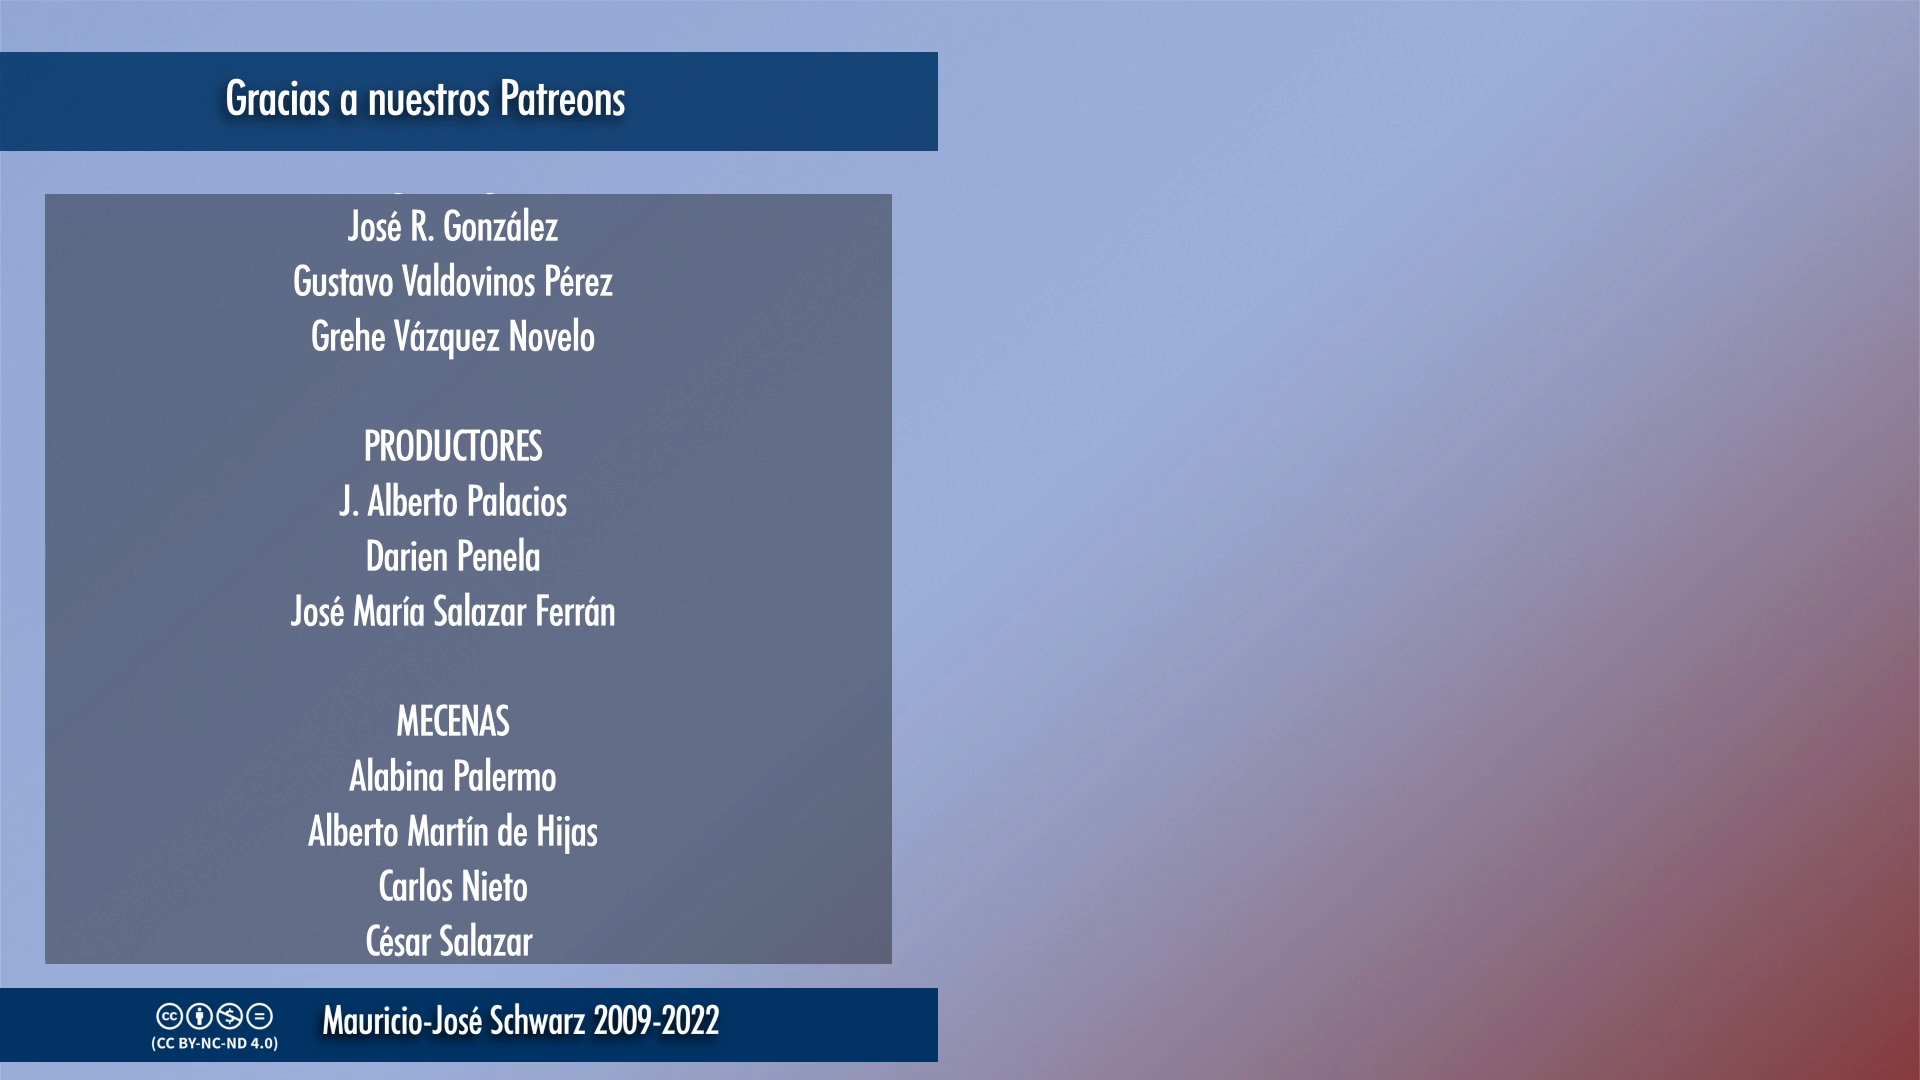 Gracias a nuestros Patreons
José R. González
Gustavo Valdovinos Pérez
Grehe Vázquez Novelo
PRODUCTORES
J. Alberto Palacios
Darien Penela
José María Salazar Ferrán
MECENAS
Alabina Palermo
Alberto Martín de Hijas
Carlos Nieto
César Salazar
(CC BY-NC-ND 4.0)
Mauricio-José Schwarz 2009-2022